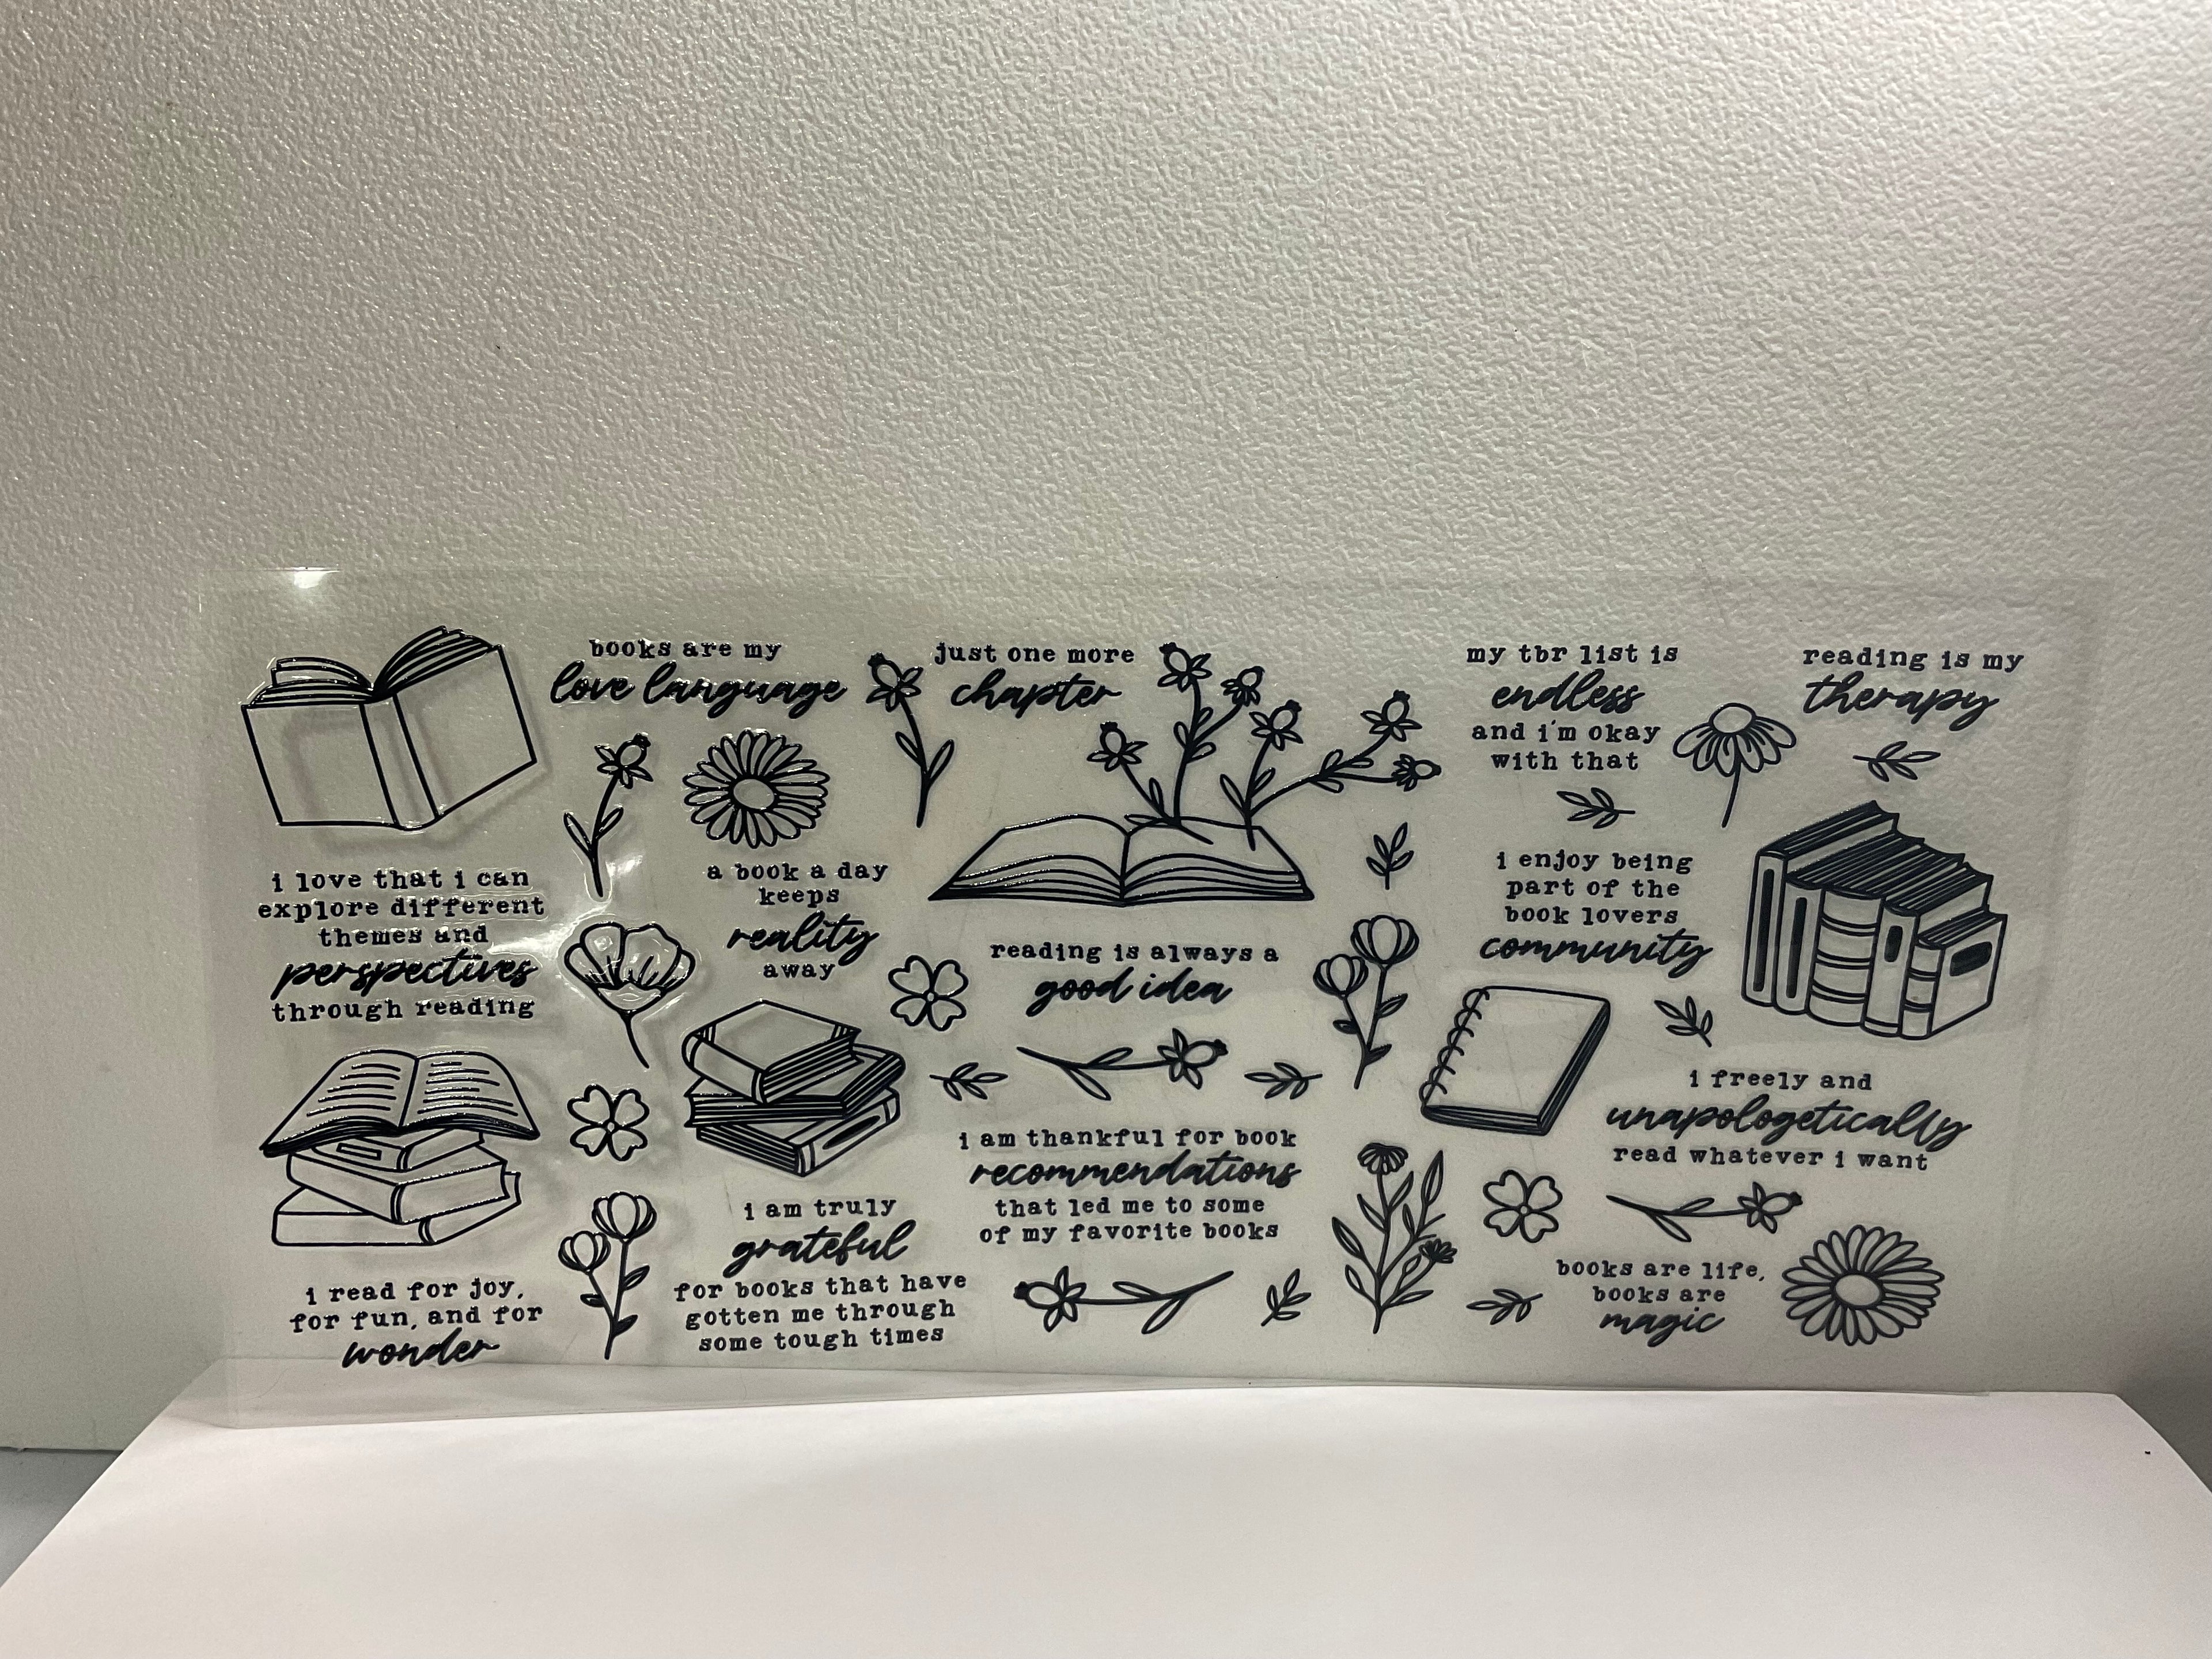 books are my
love language
just one more
chapter
my tbr list is
endless
and i'm okay
with that
reading is my
therapy
i love that i can
explore different
themes and
perspectives
through reading
a book a day
keeps
reality
away
reading is always a
good idea
i enjoy being
part of the
book lovers
community
i am thankful for book
recommendations
that led me to some
of my favorite books
i freely and
unapologetically
read whatever i want
i read for joy,
for fun, and for
wonder
i am truly
grateful
for books that have
gotten me through
some tough times
books are life,
books are
magic